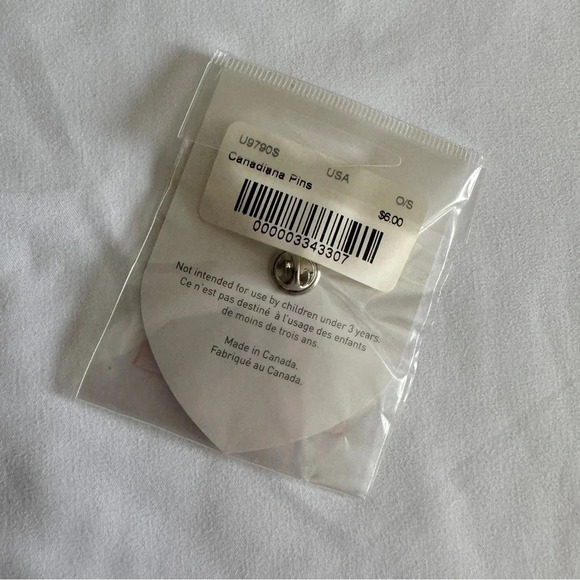 U9790S USA O/S
Canadiana Pins $6.00
000003343307
Not intended for use by children under 3 years.
Ce n'est pas destiné à l'usage des enfants
de moins de trois ans.
Made in Canada.
Fabriqué au Canada.